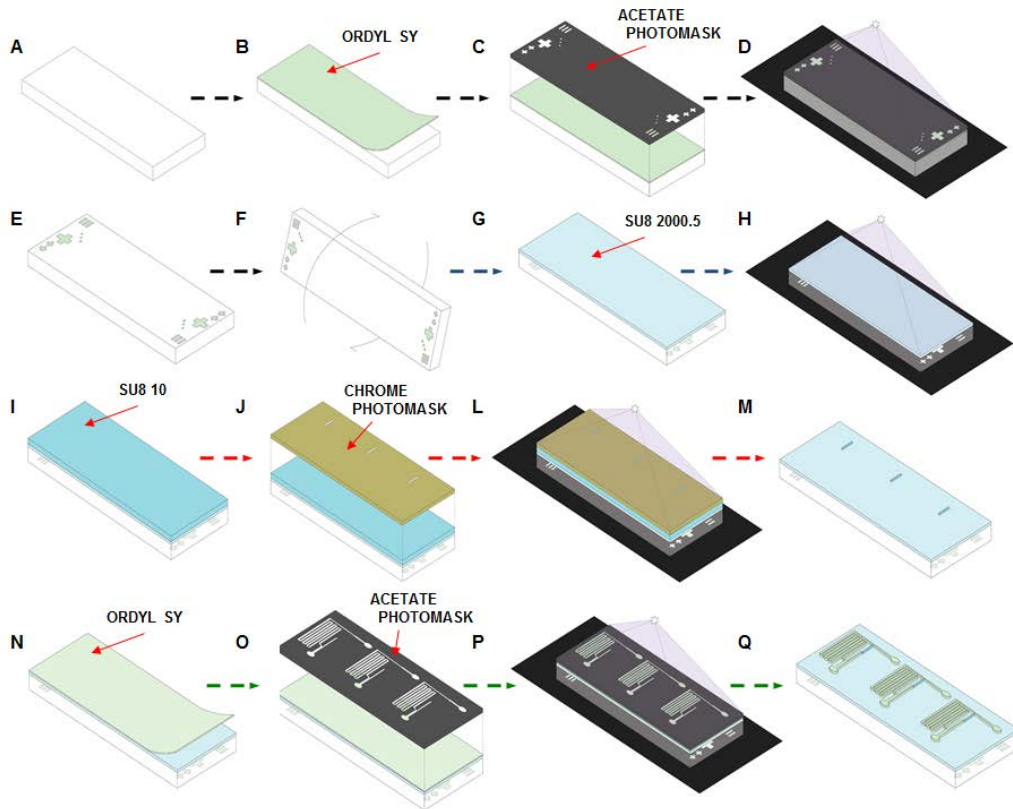 A
B
ORDYL SY
C
ACETATE
PHOTOMASK
D
E
F
G
SU8 2000.5
H
I
SU8 10
J
CHROME
PHOTOMASK
L
M
N
ORDYL SY
O
ACETATE
PHOTOMASK
P
Q